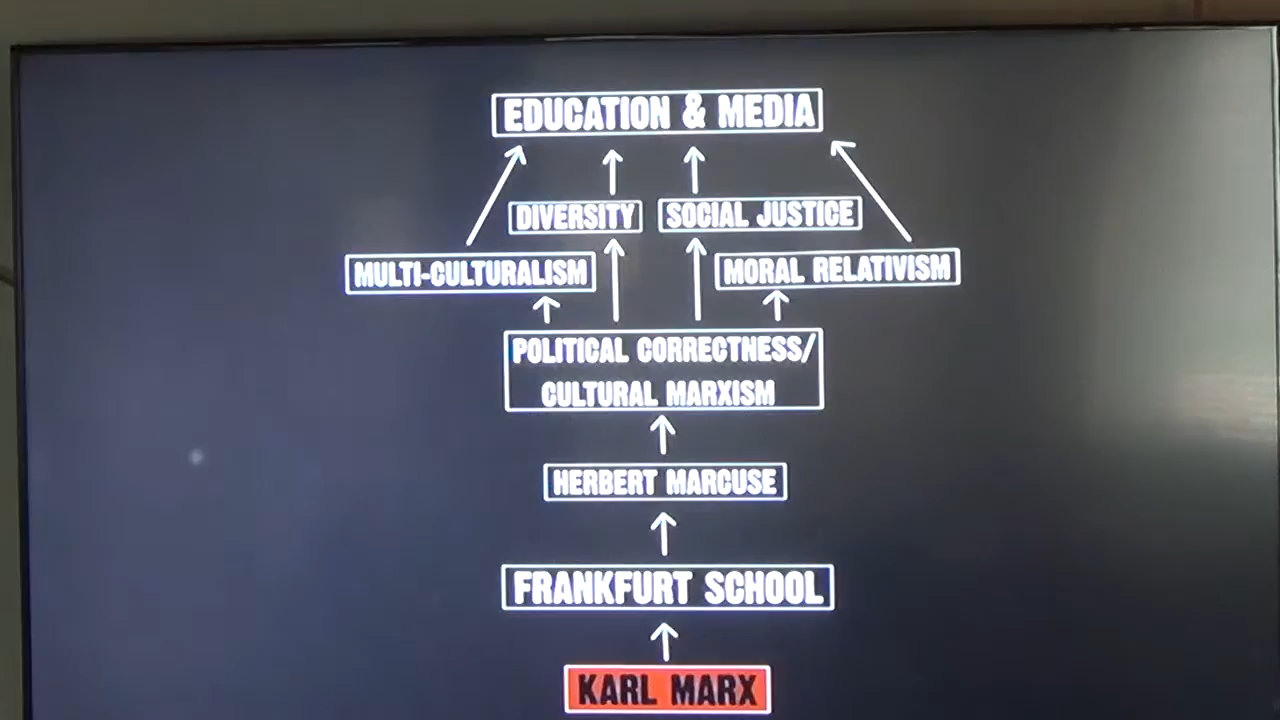 EDUCATION & MEDIA
DIVERSITY
SOCIAL JUSTICE
MULTI-CULTURALISM
MORAL RELATIVISM
POLITICAL CORRECTNESS/
CULTURAL MARXISM
HERBERT MARCUSE
FRANKFURT SCHOOL
KARL MARX